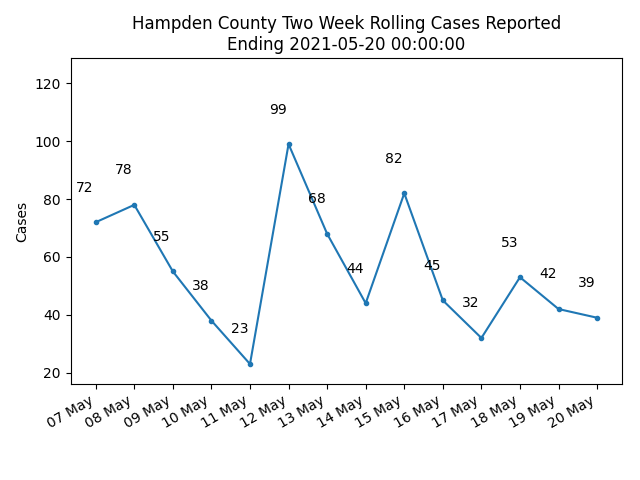 Hampden County Two Week Rolling Cases Reported
Ending 2021-05-20 00:00:00
Cases
120
100
80
60
40
20
72
78
55
38
23
99
68
44
82
45
32
53
42
39
07 May
08 May
09 May
10 May
11 May
12 May
13 May
14 May
15 May
16 May
17 May
18 May
19 May
20 May